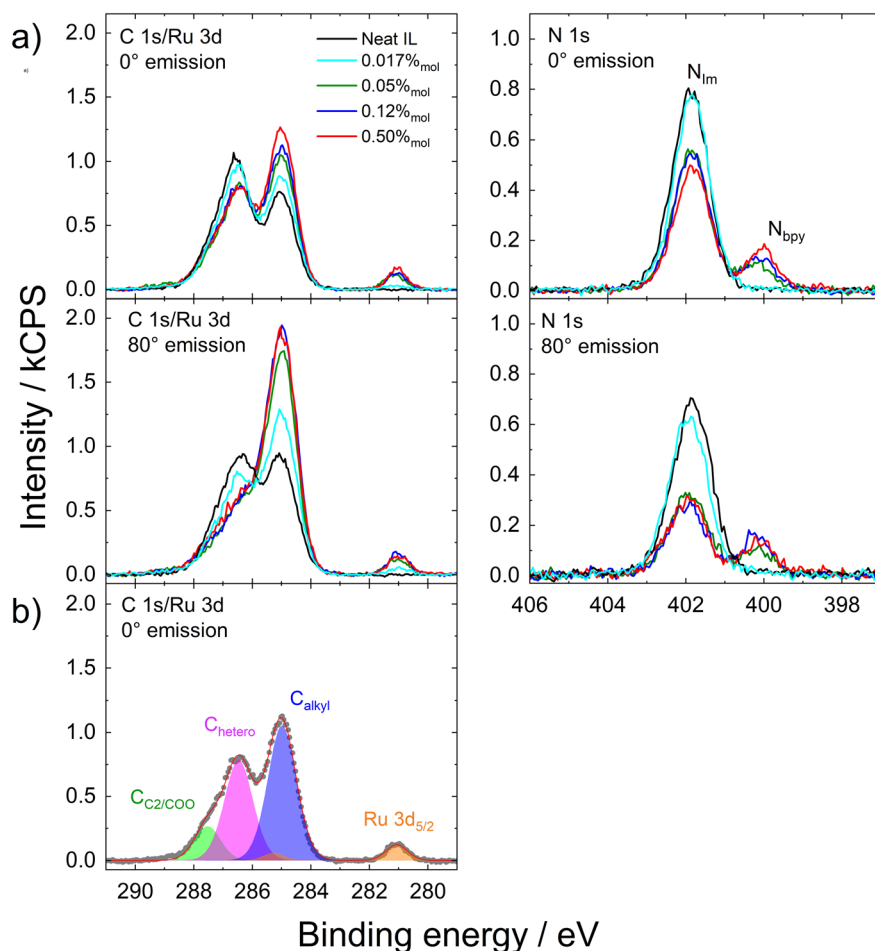 a)
a)
C 1s/Ru 3d
0° emission
Neat IL
0.017%mol
0.05%mol
0.12%mol
0.50%mol
2.0
1.5
1.0
0.5
0.0
N 1s
0° emission
NIm
Nbpy
1.0
0.8
0.6
0.4
0.2
0.0
C 1s/Ru 3d
80° emission
2.0
1.5
1.0
0.5
0.0
N 1s
80° emission
1.0
0.8
0.6
0.4
0.2
0.0
406 404 402 400 398
Intensity / kCPS
b)
C 1s/Ru 3d
0° emission
Calkyl
Chetero
CC2/COO
Ru 3d5/2
2.0
1.5
1.0
0.5
0.0
290 288 286 284 282 280
Binding energy / eV